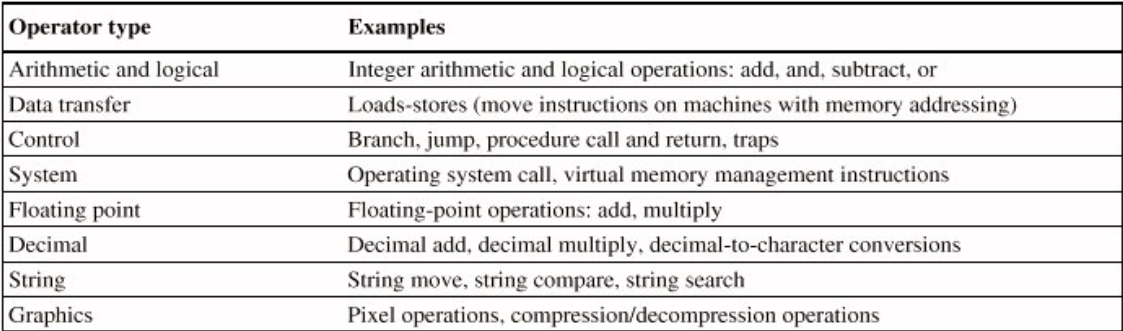 Operator type Examples
Arithmetic and logical Integer arithmetic and logical operations: add, and, subtract, or
Data transfer Loads-stores (move instructions on machines with memory addressing)
Control Branch, jump, procedure call and return, traps
System Operating system call, virtual memory management instructions
Floating point Floating-point operations: add, multiply
Decimal Decimal add, decimal multiply, decimal-to-character conversions
String String move, string compare, string search
Graphics Pixel operations, compression/decompression operations